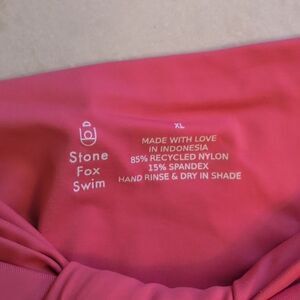 Stone
Fox
Swim
XL
MADE WITH LOVE
IN INDONESIA
85% RECYCLED NYLON
15% SPANDEX
HAND RINSE & DRY IN SHADE